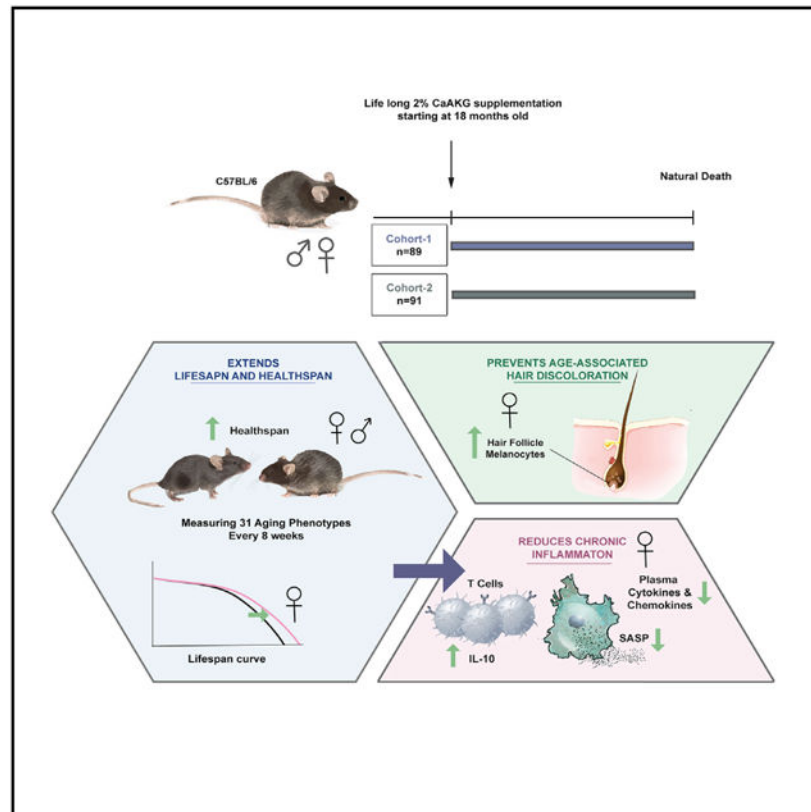 Life long 2% CaAKG supplementation
starting at 18 months old
C57BL/6
Natural Death
Cohort-1
n=89
Cohort-2
n=91
EXTENDS
LIFESAPN AND HEALTHSPAN
Healthspan
Measuring 31 Aging Phenotypes
Every 8 weeks
Lifespan curve
PREVENTS AGE-ASSOCIATED
HAIR DISCOLORATION
Hair Follicle
Melanocytes
REDUCES CHRONIC
INFLAMMATON
T Cells
IL-10
Plasma
Cytokines &
Chemokines
SASP